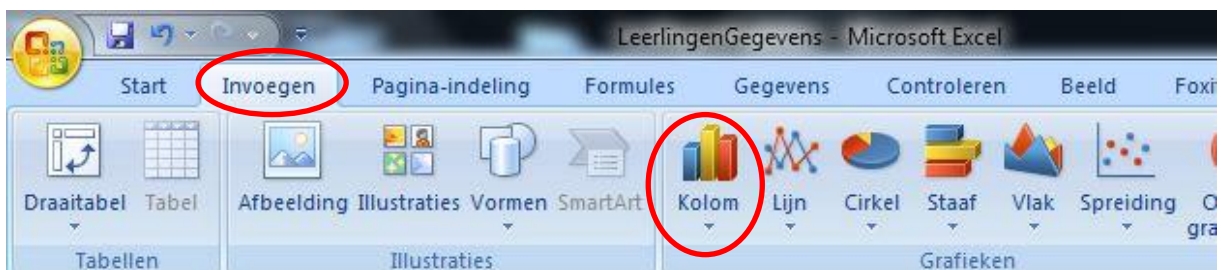 LeerlingenGegevens - Microsoft Excel
Start Invoegen Pagina-indeling Formules Gegevens Controleren Beeld
Draaitabel Tabel Afbeelding Illustraties Vormen SmartArt Kolom Lijn Cirkel Staaf Vlak Spreiding
Tabellen Illustraties Grafieken